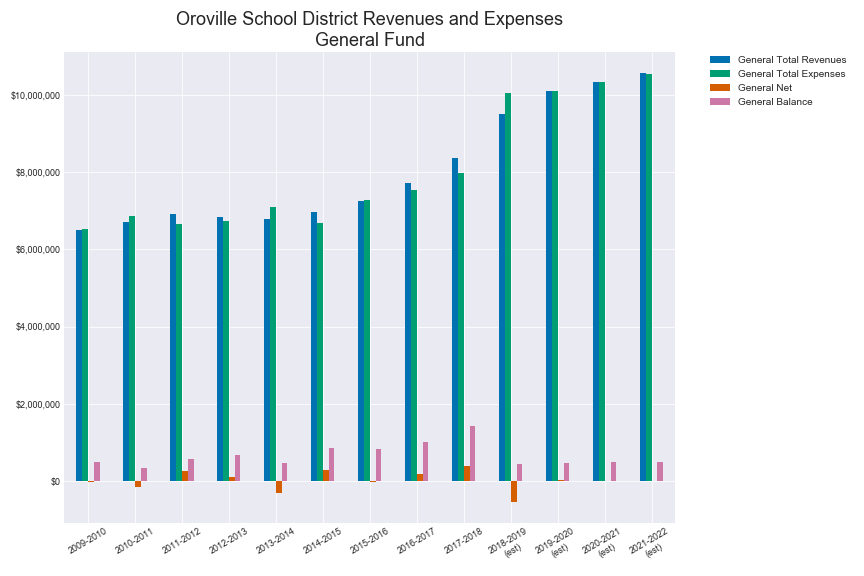 Oroville School District Revenues and Expenses
General Fund
General Total Revenues
General Total Expenses
General Net
General Balance
$10,000,000
$8,000,000
$6,000,000
$4,000,000
$2,000,000
$0
2009-2010
2010-2011
2011-2012
2012-2013
2013-2014
2014-2015
2015-2016
2016-2017
2017-2018
2018-2019
(est)
2019-2020
(est)
2020-2021
(est)
2021-2022
(est)